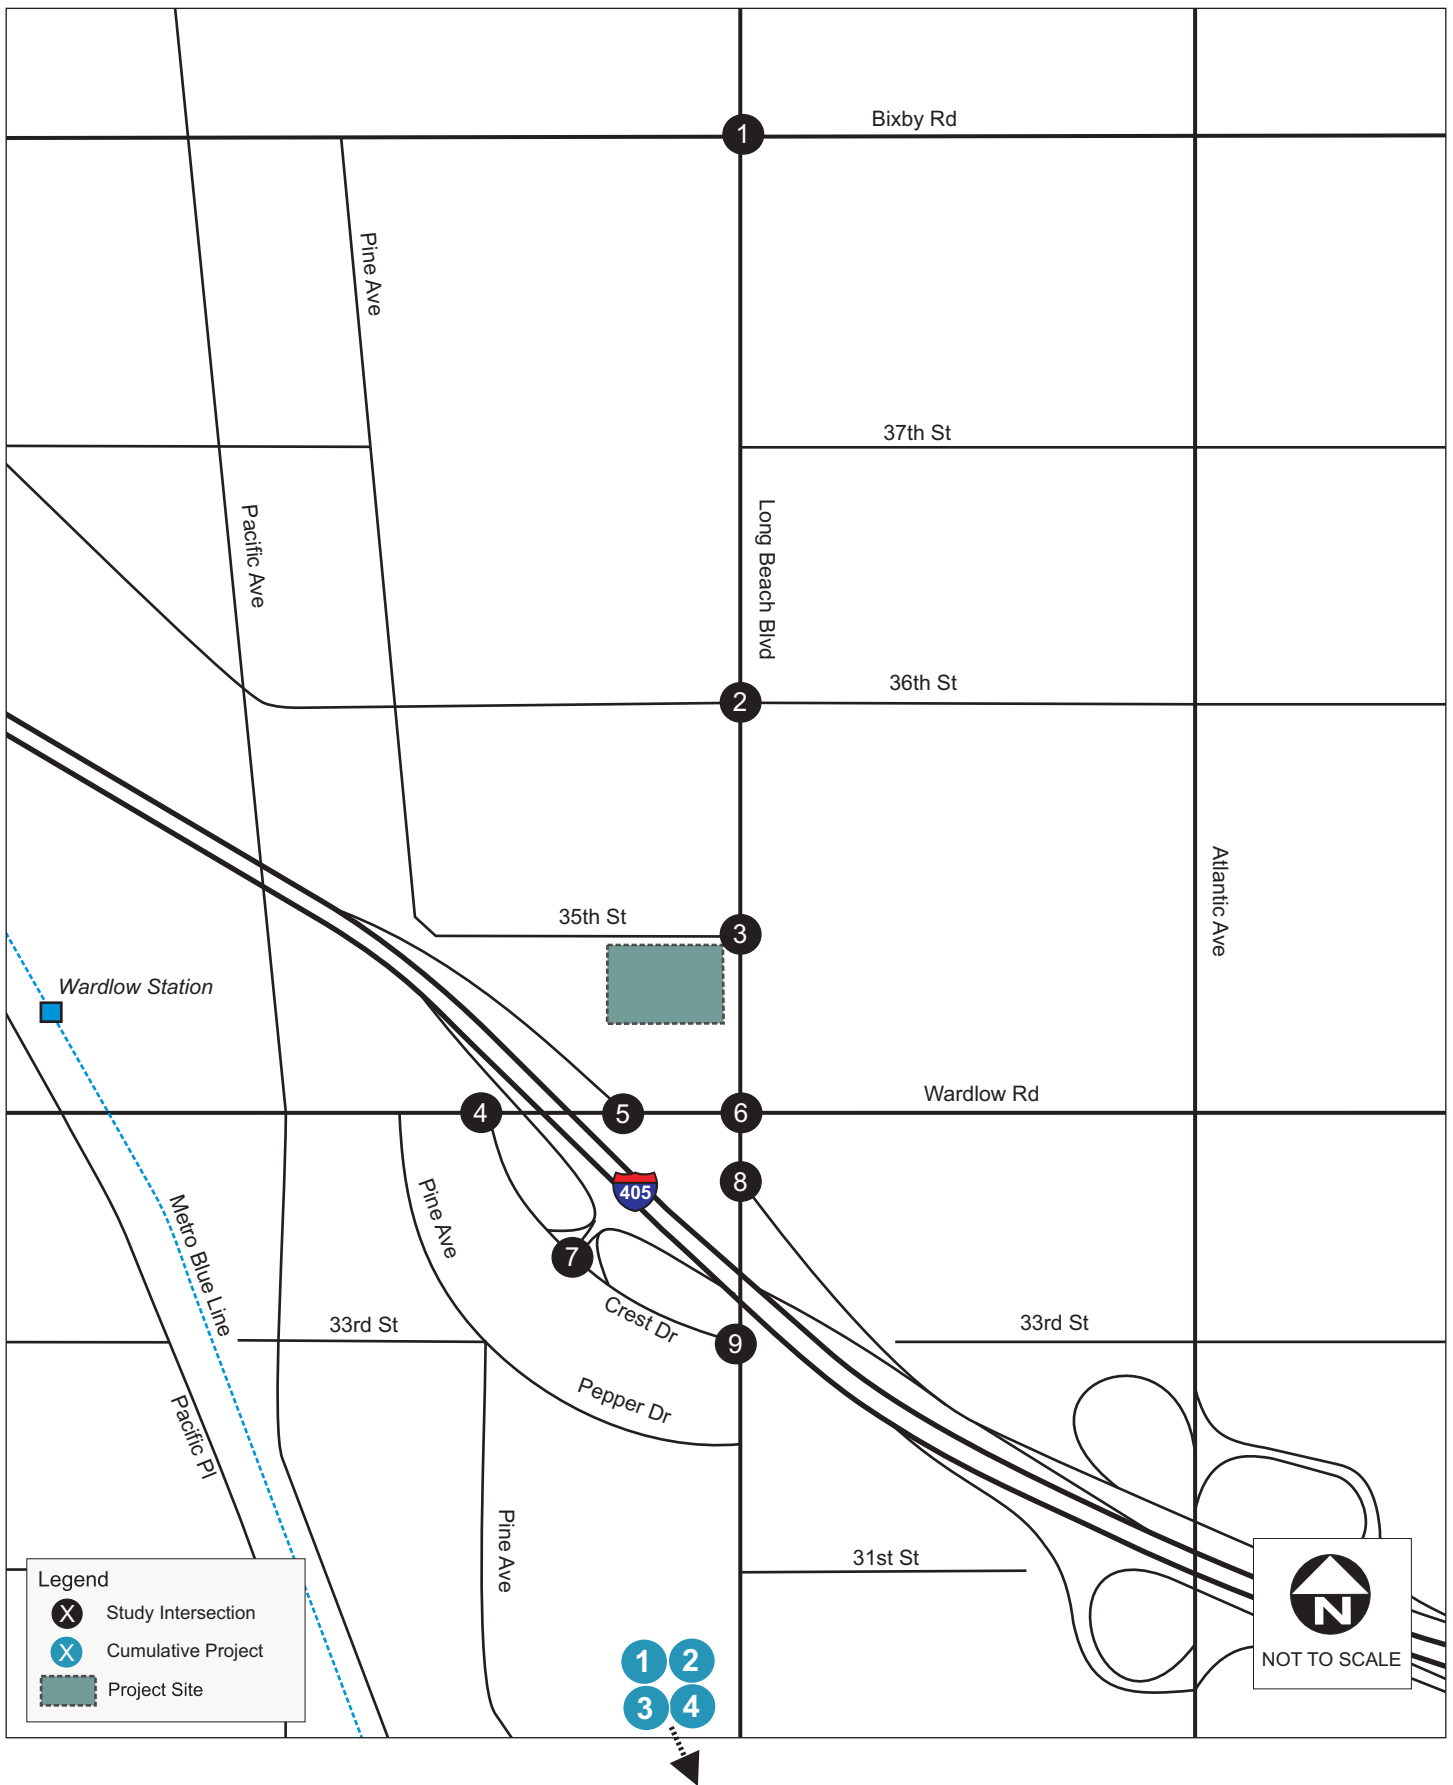 Bixby Rd
1
Pine Ave
37th St
Pacific Ave
Long Beach Blvd
36th St
2
Atlantic Ave
35th St
3
Wardlow Station
Wardlow Rd
4
5
6
8
405
Pine Ave
Metro Blue Line
7
Crest Dr
33rd St
33rd St
9
Pepper Dr
Pacific Pl
Pine Ave
31st St
Legend
X Study Intersection
X Cumulative Project
Project Site
1 2
3 4
N
NOT TO SCALE